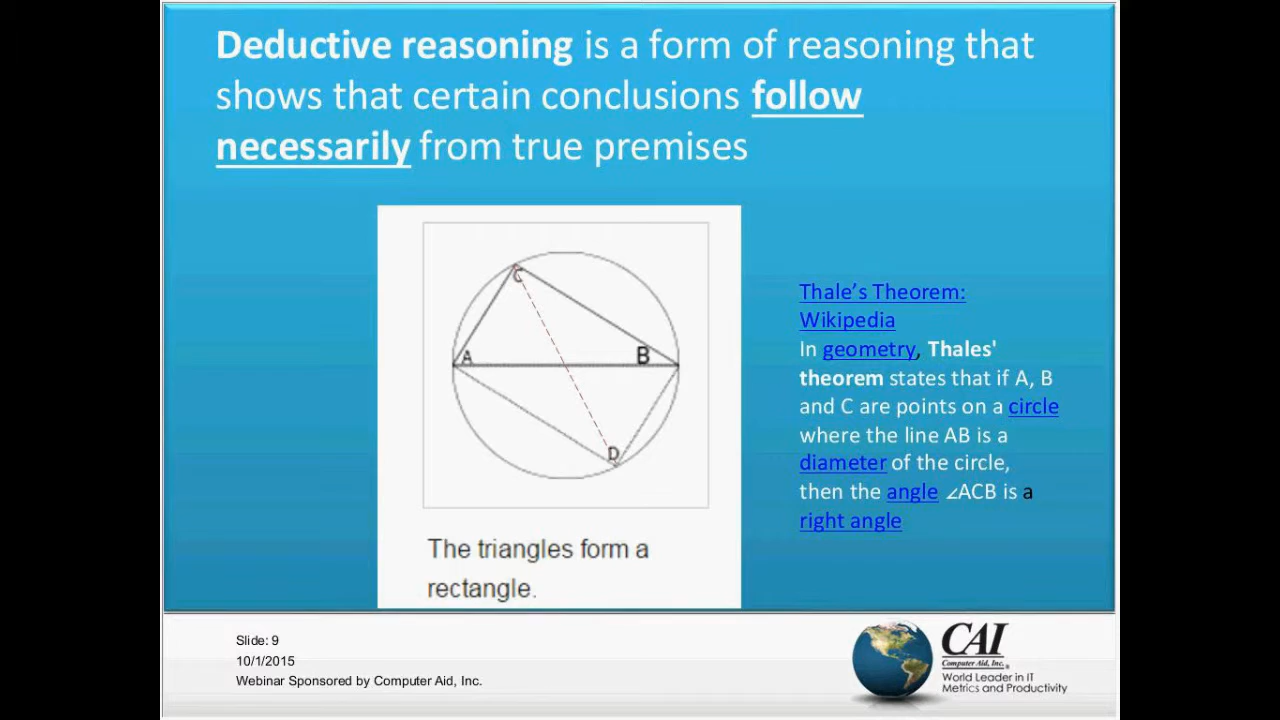 Deductive reasoning is a form of reasoning that
shows that certain conclusions follow
necessarily from true premises
C
A
B
D
The triangles form a
rectangle.
Thale’s Theorem:
Wikipedia
In geometry, Thales'
theorem states that if A, B
and C are points on a circle
where the line AB is a
diameter of the circle,
then the angle ∠ACB is a
right angle
Slide: 9
10/1/2015
Webinar Sponsored by Computer Aid, Inc.
CAI
Computer Aid, Inc.
World Leader in IT
Metrics and Productivity